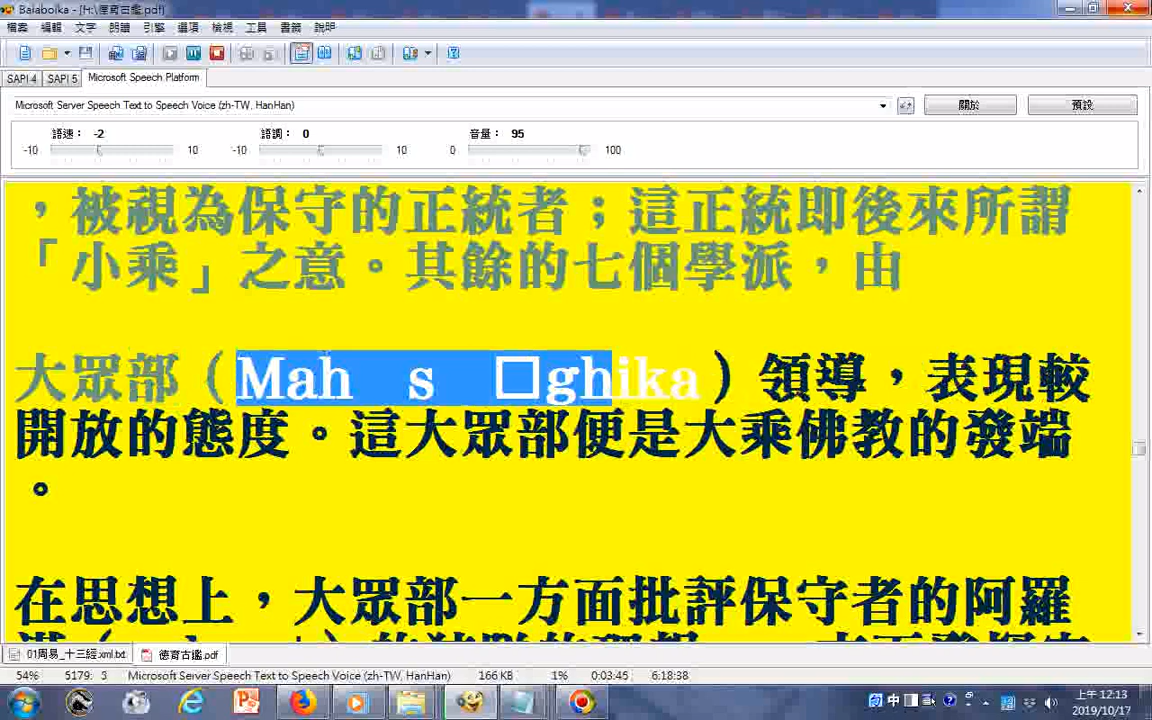 Balabolka - [H:\德育古鑑.pdf]
檔案 編輯 文字 朗讀 引擎 選項 檢視 工具 書籤 說明
SAPI 4 SAPI 5 Microsoft Speech Platform
Microsoft Server Speech Text to Speech Voice (zh-TW, HanHan) 關於 預設
語速： -2 語調： 0 音量： 95
-10 10 -10 10 0 100
，被視為保守的正統者；這正統即後來所謂
「小乘」之意。其餘的七個學派，由
大眾部（Mah s □ghika）領導，表現較
開放的態度。這大眾部便是大乘佛教的發端
。
在思想上，大眾部一方面批評保守者的阿羅
01周易_十三經.xml.txt 德育古鑑.pdf
54% 5179: 3 Microsoft Server Speech Text to Speech Voice (zh-TW, HanHan) 166 KB 1% 0:03:45 6:18:38
中
上午 12:13
2019/10/17